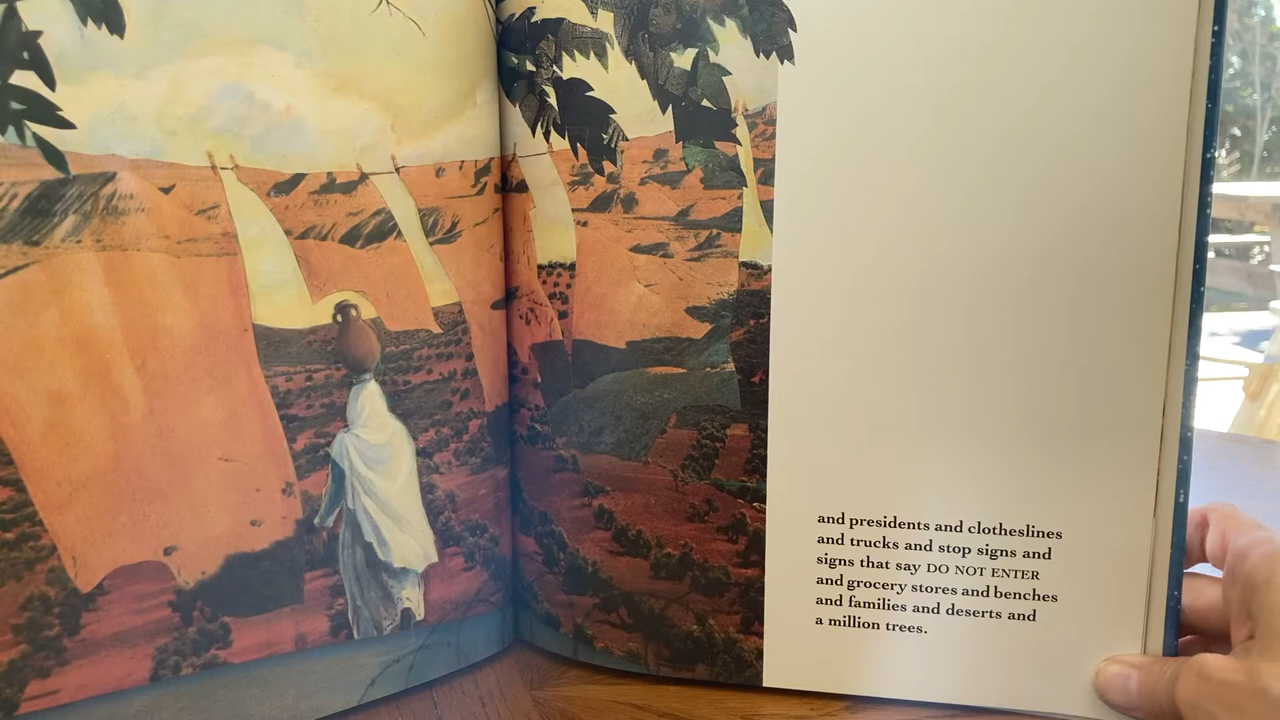 and presidents and clotheslines
and trucks and stop signs and
signs that say DO NOT ENTER
and grocery stores and benches
and families and deserts and
a million trees.